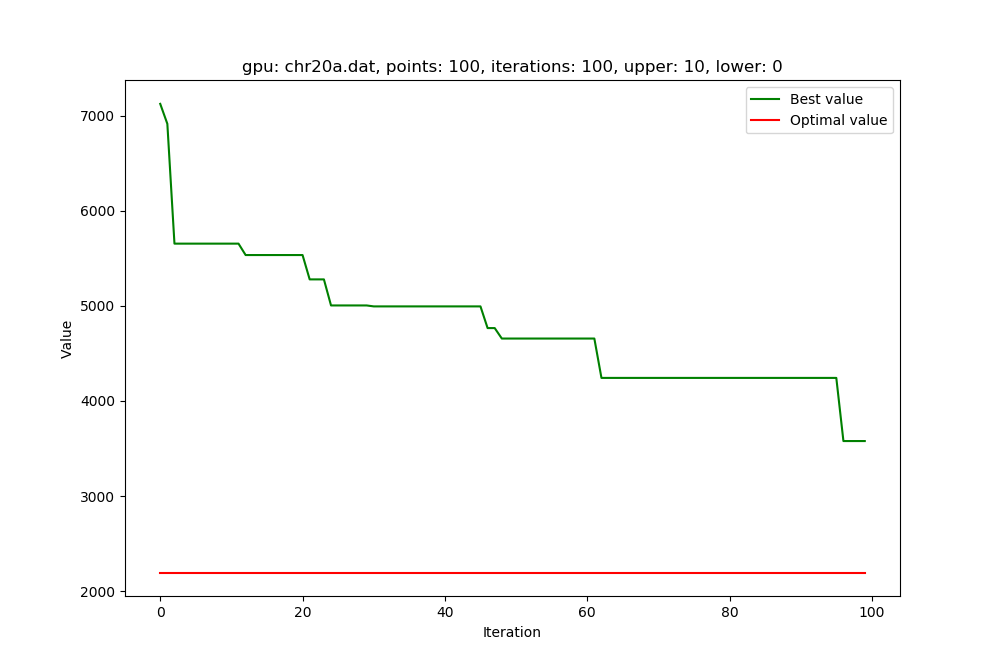 gpu: chr20a.dat, points: 100, iterations: 100, upper: 10, lower: 0
Best value
Optimal value
7000
6000
5000
4000
3000
2000
Value
0 20 40 60 80 100
Iteration